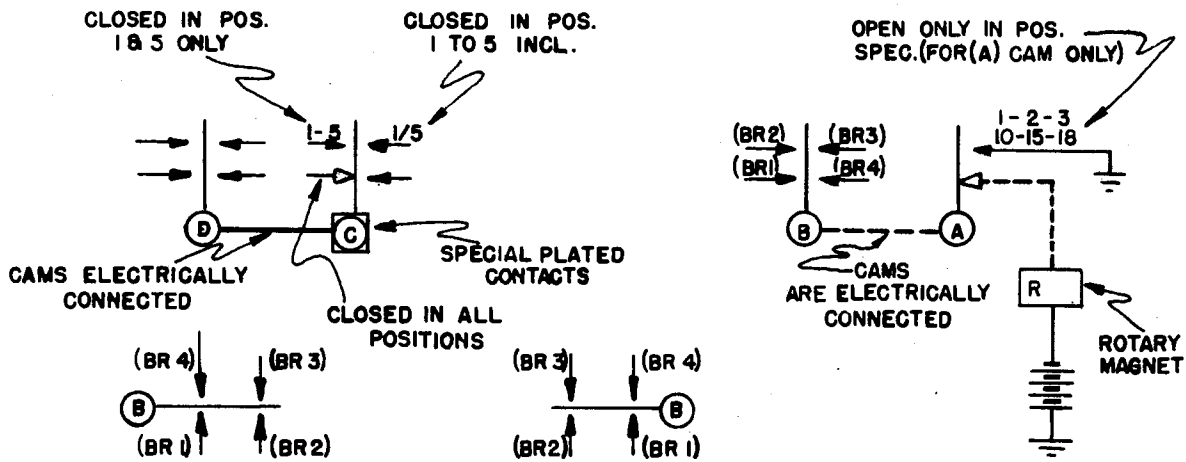 CLOSED IN POS.
1 & 5 ONLY
CLOSED IN POS.
1 TO 5 INCL.
1-5
1/5
D
C
CAMS ELECTRICALLY
CONNECTED
SPECIAL PLATED
CONTACTS
CLOSED IN ALL
POSITIONS
OPEN ONLY IN POS.
SPEC.(FOR(A) CAM ONLY)
1-2-3
10-15-18
(BR2)
(BR3)
(BR1)
(BR4)
B
A
CAMS
ARE ELECTRICALLY
CONNECTED
R
ROTARY
MAGNET
(BR 4)
(BR 3)
B
(BR 1)
(BR2)
(BR 3)
(BR 4)
B
(BR2)
(BR 1)